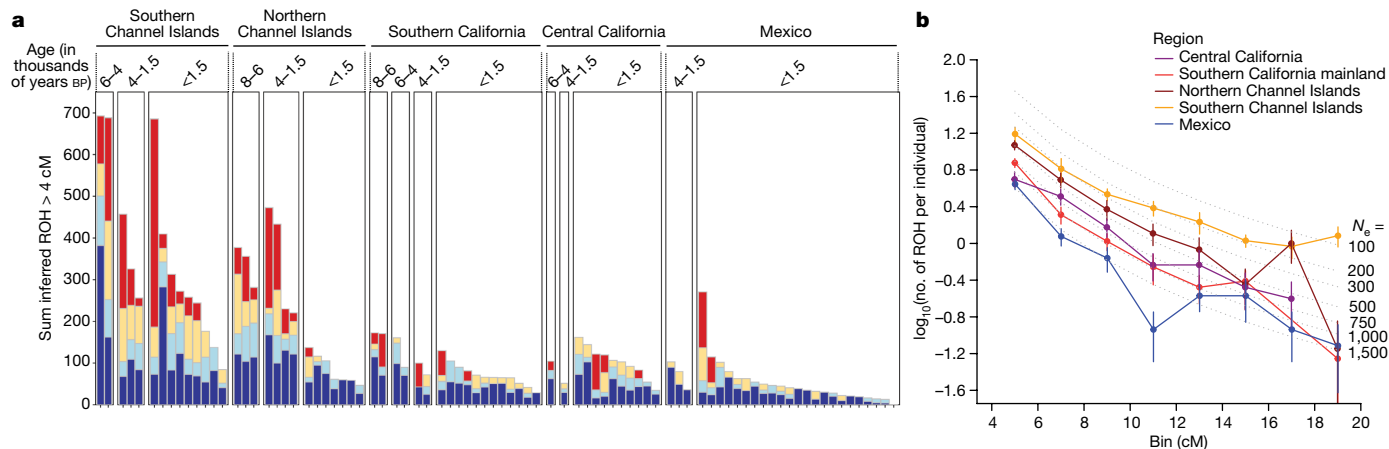 a
Southern
Channel Islands
Northern
Channel Islands
Southern California
Central California
Mexico
Age (in
thousands
of years BP)
6–4
4–1.5
<1.5
8–6
4–1.5
<1.5
8–6
6–4
4–1.5
<1.5
6–4
4–1.5
<1.5
4–1.5
<1.5
Sum inferred ROH > 4 cM
700
600
500
400
300
200
100
0
b
Region
Central California
Southern California mainland
Northern Channel Islands
Southern Channel Islands
Mexico
log10(no. of ROH per individual)
2.0
1.6
1.2
0.8
0.4
0
−0.4
−0.8
−1.2
−1.6
Ne =
100
200
300
500
750
1,000
1,500
4 6 8 10 12 14 16 18 20
Bin (cM)